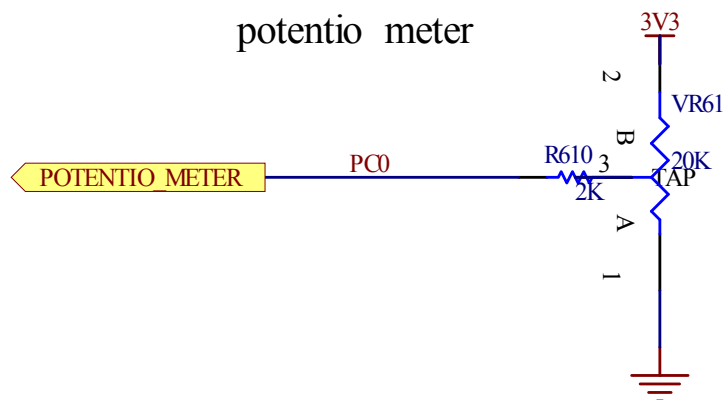 potentio meter
3V3
2
VR61
B
R610
3
20K
PC0
POTENTIO_METER
TAP
2K
A
1